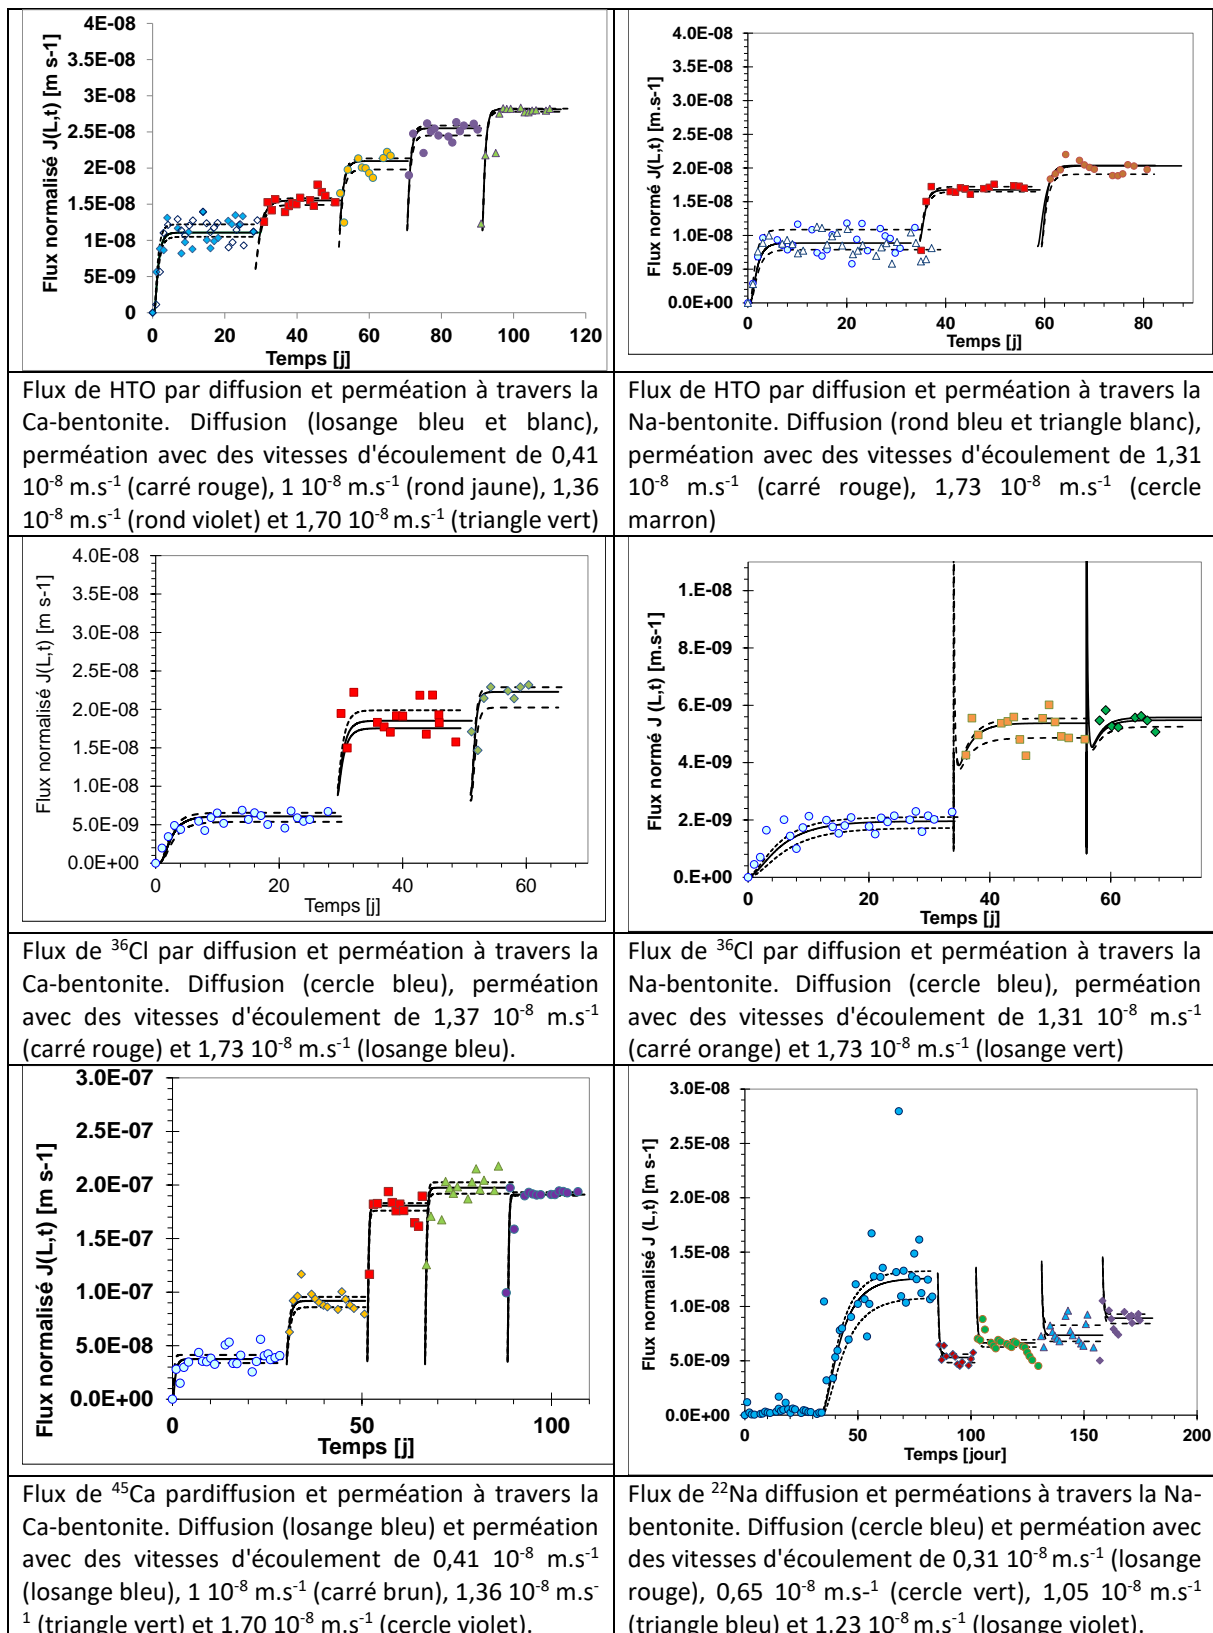 4E-08
3.5E-08
3E-08
2.5E-08
2E-08
1.5E-08
1E-08
5E-09
0
0 20 40 60 80 100 120
Temps [j]
Flux normalisé J(L,t) [m s-1]
4.0E-08
3.5E-08
3.0E-08
2.5E-08
2.0E-08
1.5E-08
1.0E-08
5.0E-09
0.0E+00
0 20 40 60 80
Temps [j]
Flux normé J(L,t) [m.s-1]
Flux de HTO par diffusion et perméation à travers la
Ca-bentonite. Diffusion (losange bleu et blanc),
perméation avec des vitesses d'écoulement de 0,41
10-8 m.s-1 (carré rouge), 1 10-8 m.s-1 (rond jaune), 1,36
10-8 m.s-1 (rond violet) et 1,70 10-8 m.s-1 (triangle vert)
Flux de HTO par diffusion et perméation à travers la
Na-bentonite. Diffusion (rond bleu et triangle blanc),
perméation avec des vitesses d'écoulement de 1,31
10-8 m.s-1 (carré rouge), 1,73 10-8 m.s-1 (cercle
marron)
4.0E-08
3.5E-08
3.0E-08
2.5E-08
2.0E-08
1.5E-08
1.0E-08
5.0E-09
0.0E+00
0 20 40 60
Temps [j]
Flux normalisé J(L,t) [m s-1]
1.E-08
8.E-09
6.E-09
4.E-09
2.E-09
0.E+00
0 20 40 60
Temps [j]
Flux normé J (L,t) [m.s-1]
Flux de 36Cl par diffusion et perméation à travers la
Ca-bentonite. Diffusion (cercle bleu), perméation
avec des vitesses d'écoulement de 1,37 10-8 m.s-1
(carré rouge) et 1,73 10-8 m.s-1 (losange bleu).
Flux de 36Cl par diffusion et perméation à travers la
Na-bentonite. Diffusion (cercle bleu), perméation
avec des vitesses d'écoulement de 1,31 10-8 m.s-1
(carré orange) et 1,73 10-8 m.s-1 (losange vert)
3.0E-07
2.5E-07
2.0E-07
1.5E-07
1.0E-07
5.0E-08
0.0E+00
0 50 100
Temps [j]
Flux normalisé J(L,t) [m s-1]
3.0E-08
2.5E-08
2.0E-08
1.5E-08
1.0E-08
5.0E-09
0.0E+00
0 50 100 150 200
Temps [jour]
Flux normalisé J (L,t) [m s-1]
Flux de 45Ca pardiffusion et perméation à travers la
Ca-bentonite. Diffusion (losange bleu) et perméation
avec des vitesses d'écoulement de 0,41 10-8 m.s-1
(losange bleu), 1 10-8 m.s-1 (carré brun), 1,36 10-8 m.s-
1 (triangle vert) et 1,70 10-8 m.s-1 (cercle violet).
Flux de 22Na diffusion et perméations à travers la Na-
bentonite. Diffusion (cercle bleu) et perméation avec
des vitesses d'écoulement de 0,31 10-8 m.s-1 (losange
rouge), 0,65 10-8 m.s-1 (cercle vert), 1,05 10-8 m.s-1
(triangle bleu) et 1,23 10-8 m.s-1 (losange violet).